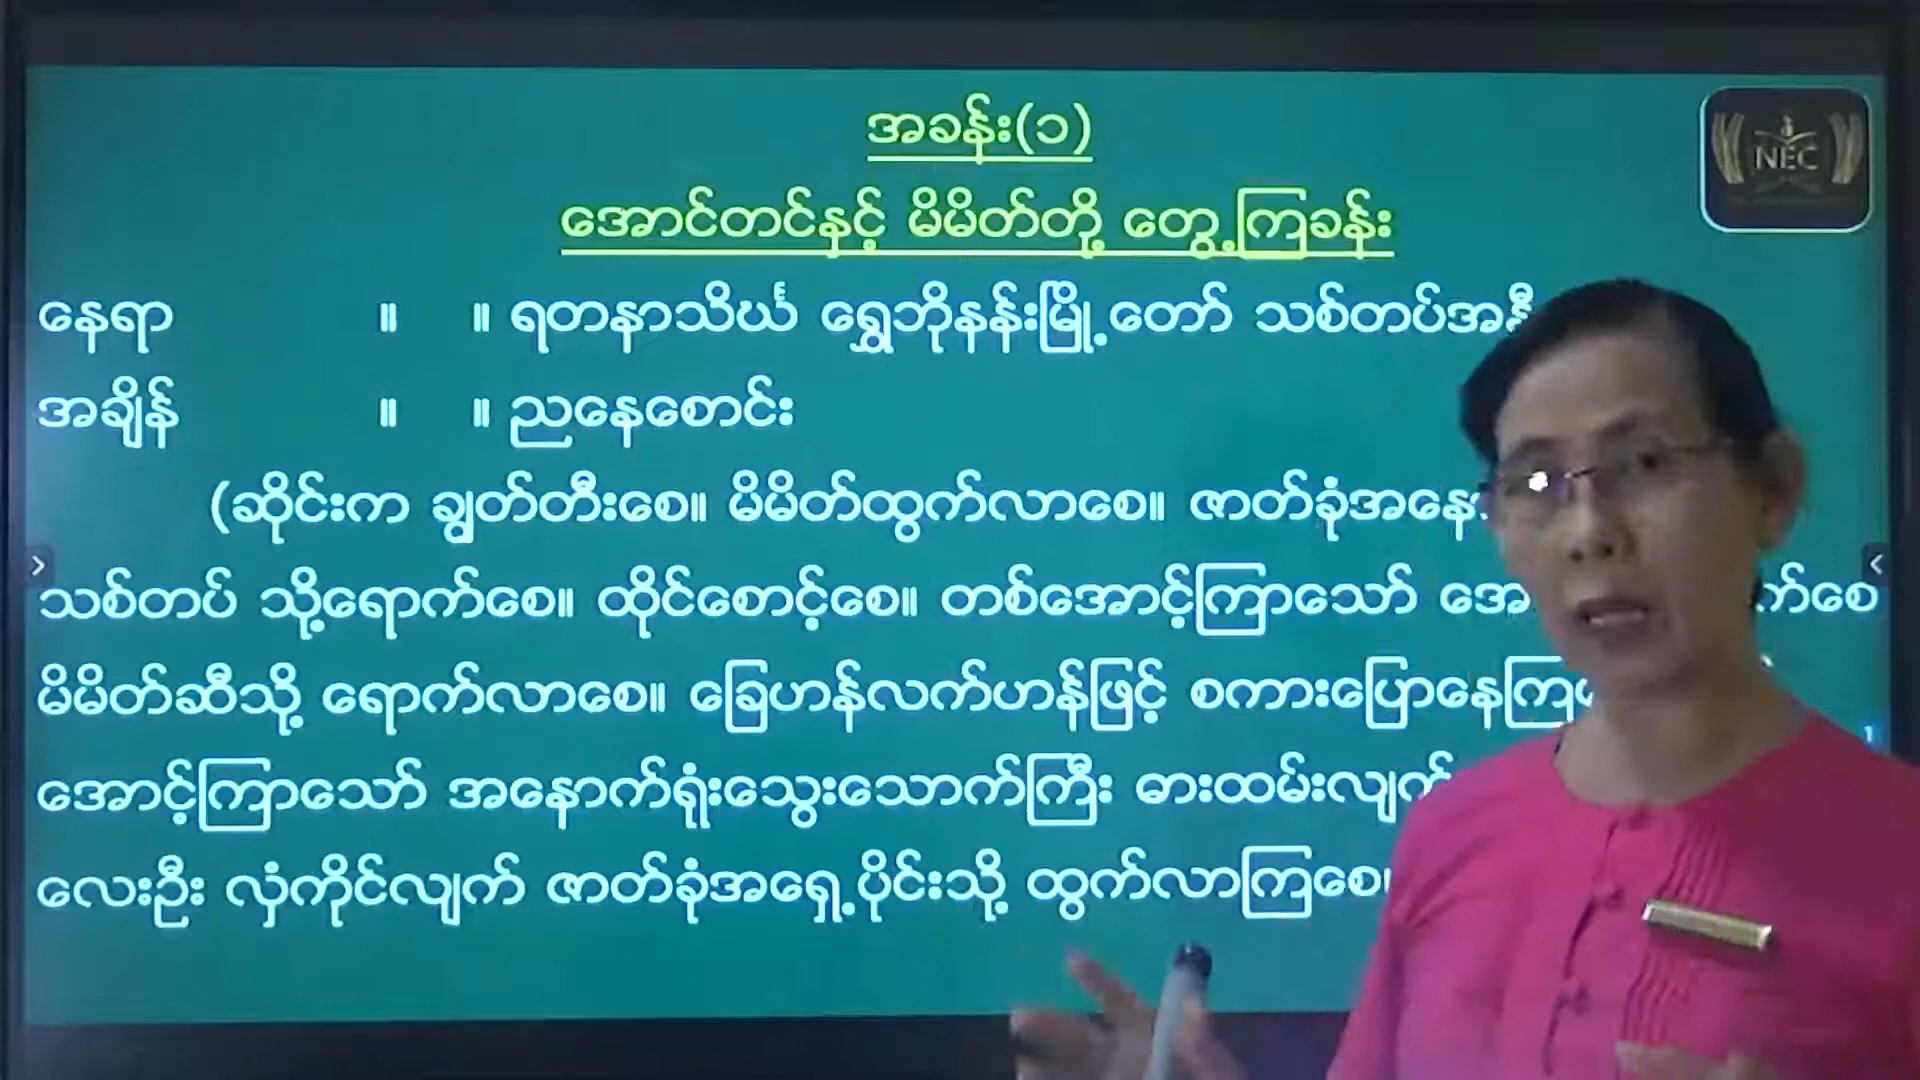 အခန်း(၁)
အောင်တင်နှင့် မိမိတ်တို့ တွေ့ကြခန်း
NEC
နေရာ ။ ။ ရတနာသိင်္ဃ ရွှေဘိုနန်းမြို့တော် သစ်တပ်အနီ
အချိန် ။ ။ ညနေစောင်း
(ဆိုင်းက ချွတ်တီးစေ။ မိမိတ်ထွက်လာစေ။ ဇာတ်ခုံအနေ
သစ်တပ် သို့ရောက်စေ။ ထိုင်စောင့်စေ။ တစ်အောင့်ကြာသော် အော က်စေ
မိမိတ်ဆီသို့ ရောက်လာစေ။ ခြေဟန်လက်ဟန်ဖြင့် စကားပြောနေကြ
အောင့်ကြာသော် အနောက်ရုံးသွေးသောက်ကြီး ဓားထမ်းလျက်
လေးဦး လှံကိုင်လျက် ဇာတ်ခုံအရှေ့ပိုင်းသို့ ထွက်လာကြစေ။